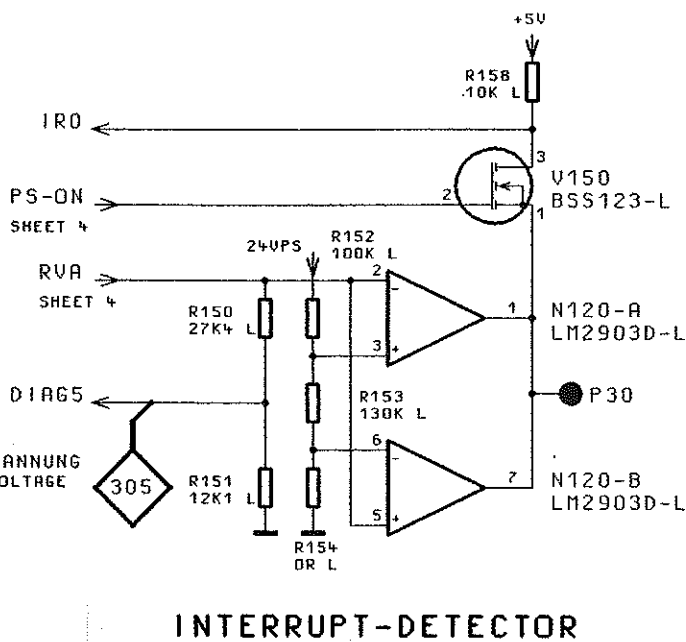 +5V
R158
10K L
IRQ
3
V150
BSS123-L
PS-ON
2
1
SHEET 4
24VPS
R152
100K L
RVA
2
SHEET 4
-
R150
27K4 L
1
N120-A
LM2903D-L
3
+
DIAG5
R153
130K L
P30
6
-
ANNUNG
OLTAGE
305
R151
12K1 L
7
N120-B
LM2903D-L
5
+
R154
0R L
INTERRUPT-DETECTOR